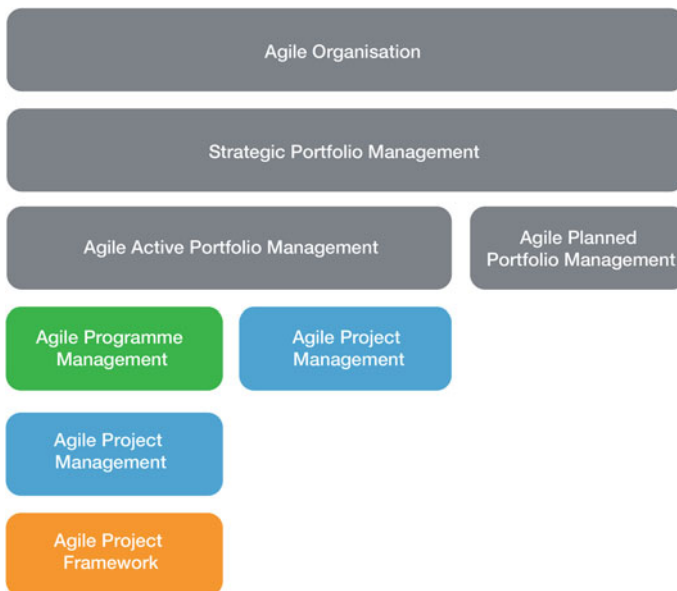 Agile Organisation
Strategic Portfolio Management
Agile Active Portfolio Management
Agile Planned
Portfolio Management
Agile Programme
Management
Agile Project
Management
Agile Project
Management
Agile Project
Framework